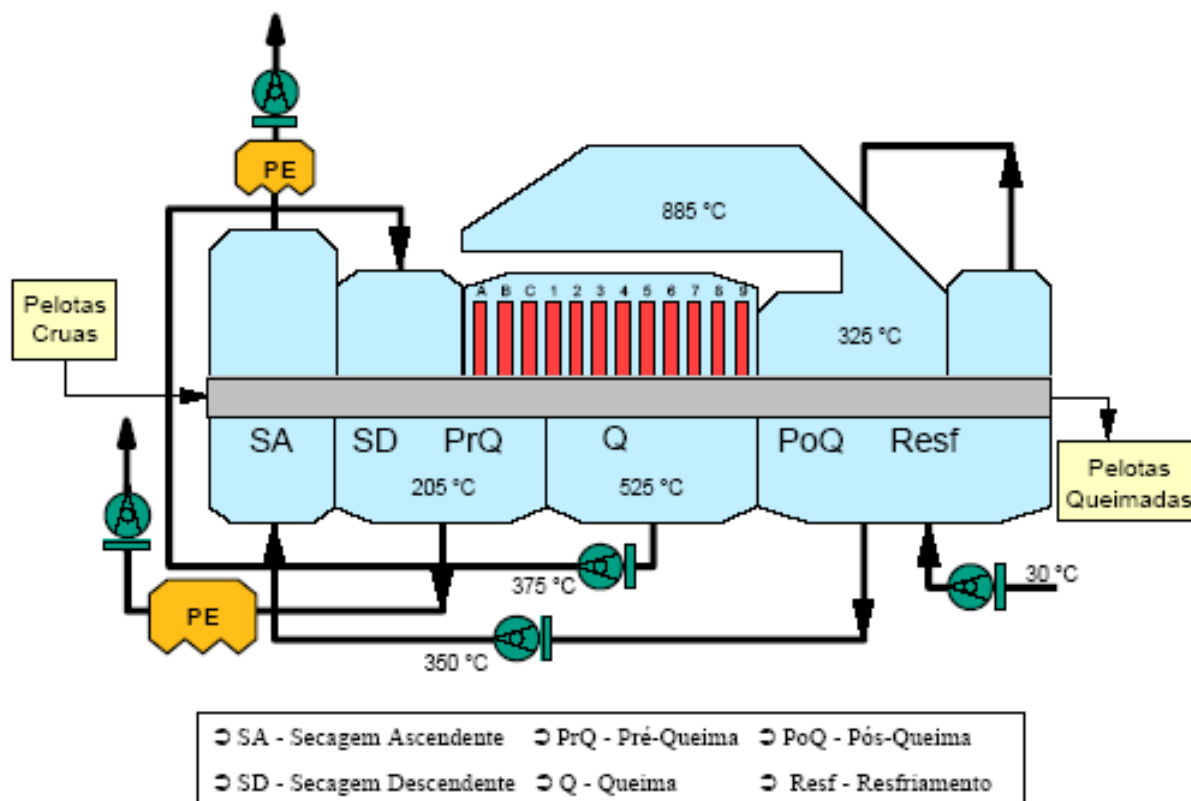 PE
885 °C
A B C 1 2 3 4 5 6 7 8 9
Pelotas
Cruas
325 °C
SA SD PrQ Q PoQ Resf
205 °C 525 °C
Pelotas
Queimadas
375 °C
30 °C
PE
350 °C
➲ SA - Secagem Ascendente ➲ PrQ - Pré-Queima ➲ PoQ - Pós-Queima
➲ SD - Secagem Descendente ➲ Q - Queima ➲ Resf - Resfriamento